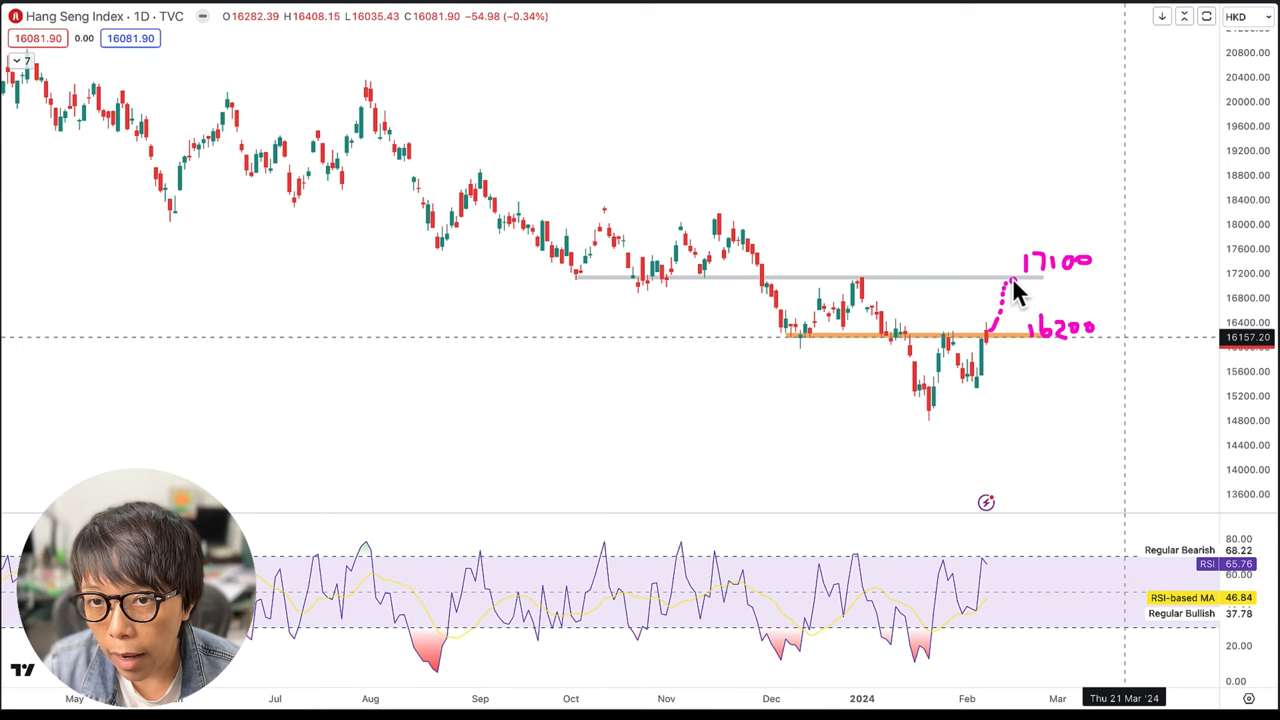 Hang Seng Index · 1D · TVC
O16282.39 H16408.15 L16035.43 C16081.90 −54.98 (−0.34%)
HKD
16081.90 0.00 16081.90
7
20800.00
20400.00
20000.00
19600.00
19200.00
18800.00
18400.00
18000.00
17600.00
17100
17200.00
16800.00
16400.00
16200
16157.20
15600.00
15200.00
14800.00
14400.00
14000.00
13600.00
80.00
Regular Bearish 68.22
RSI 65.76
60.00
RSI-based MA 46.84
Regular Bullish 37.78
20.00
0.00
May Jul Aug Sep Oct Nov Dec 2024 Feb Mar Thu 21 Mar '24